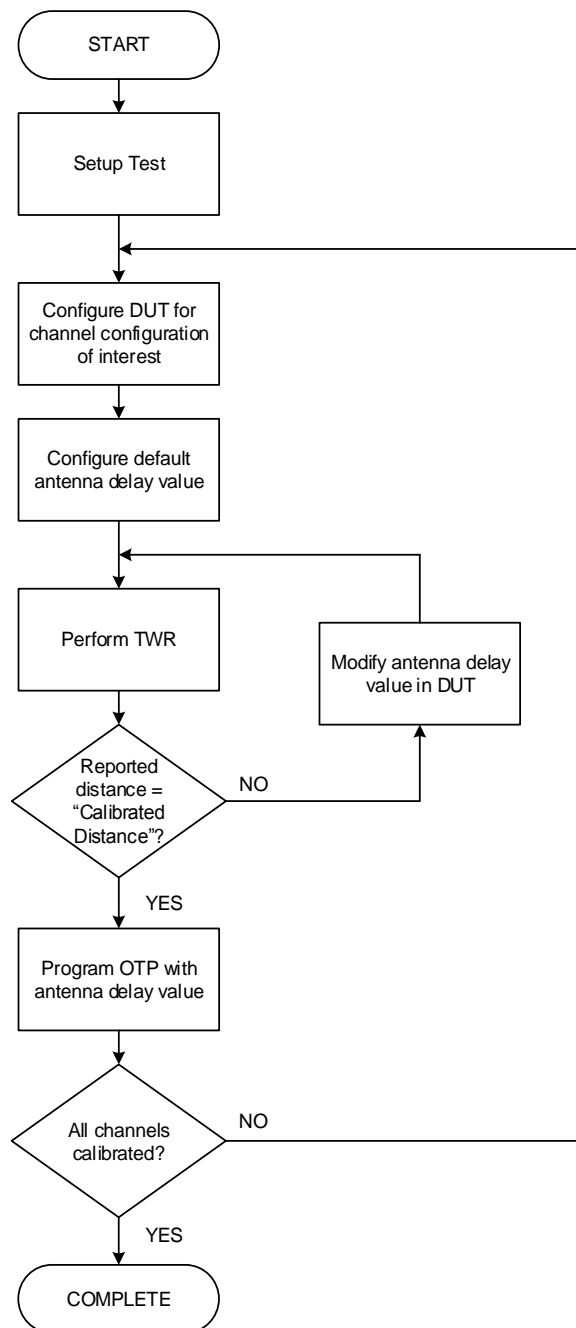 START
Setup Test
Configure DUT for
channel configuration
of interest
Configure default
antenna delay value
Perform TWR
Modify antenna delay
value in DUT
Reported
distance =
“Calibrated
Distance”?
NO
YES
Program OTP with
antenna delay value
All channels
calibrated?
NO
YES
COMPLETE